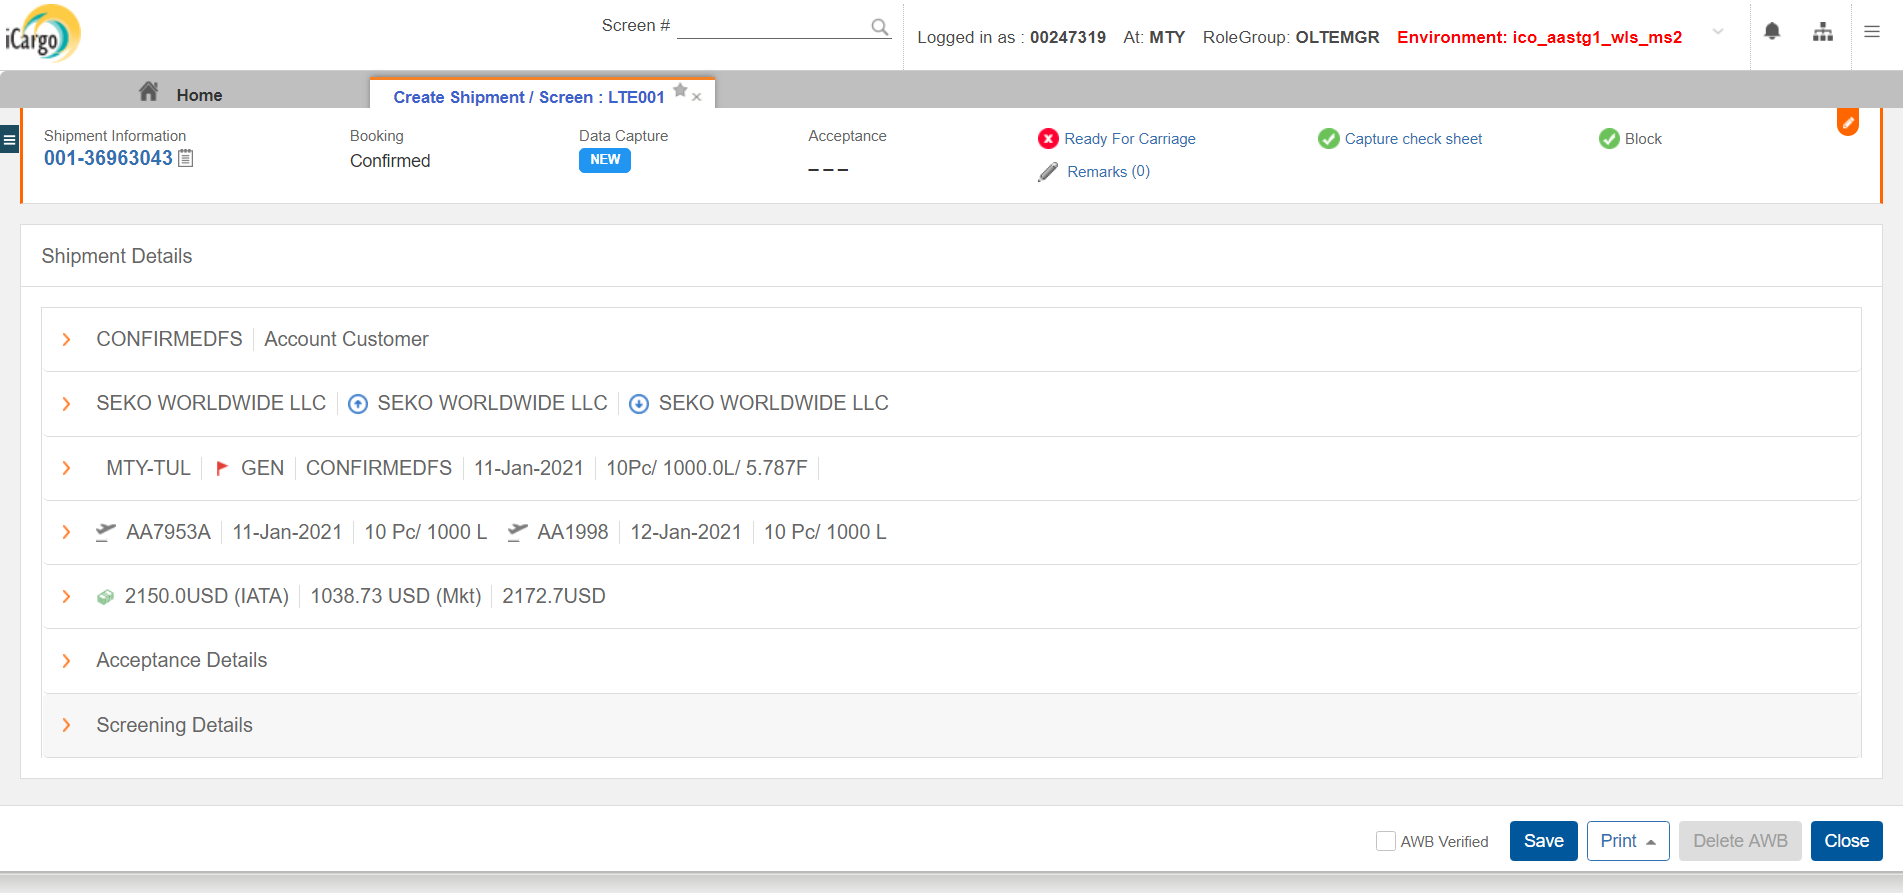 iCargo
Screen #
Logged in as : 00247319 At: MTY RoleGroup: OLTEMGR Environment: ico_aastg1_wls_ms2
Home
Create Shipment / Screen : LTE001
Shipment Information
001-36963043
Booking
Confirmed
Data Capture
NEW
Acceptance
---
Ready For Carriage
Remarks (0)
Capture check sheet
Block
Shipment Details
CONFIRMEDFS Account Customer
SEKO WORLDWIDE LLC SEKO WORLDWIDE LLC SEKO WORLDWIDE LLC
MTY-TUL GEN CONFIRMEDFS 11-Jan-2021 10Pc/ 1000.0L/ 5.787F
AA7953A 11-Jan-2021 10 Pc/ 1000 L AA1998 12-Jan-2021 10 Pc/ 1000 L
2150.0USD (IATA) 1038.73 USD (Mkt) 2172.7USD
Acceptance Details
Screening Details
AWB Verified Save Print Delete AWB Close